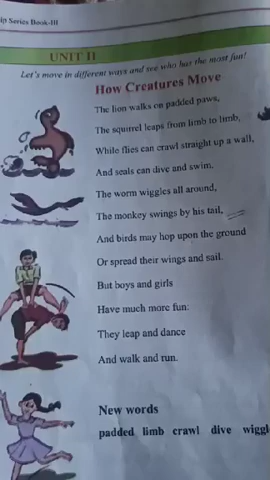 ip Series Book-III
UNIT II
Let's move in different ways and see who has the most fun!
How Creatures Move
The lion walks on padded paws,
The squirrel leaps from limb to limb,
While flies can crawl straight up a wall,
And seals can dive and swim.
The worm wiggles all around,
The monkey swings by his tail,
And birds may hop upon the ground
Or spread their wings and sail.
But boys and girls
Have much more fun:
They leap and dance
And walk and run.
New words
padded limb crawl dive wiggl